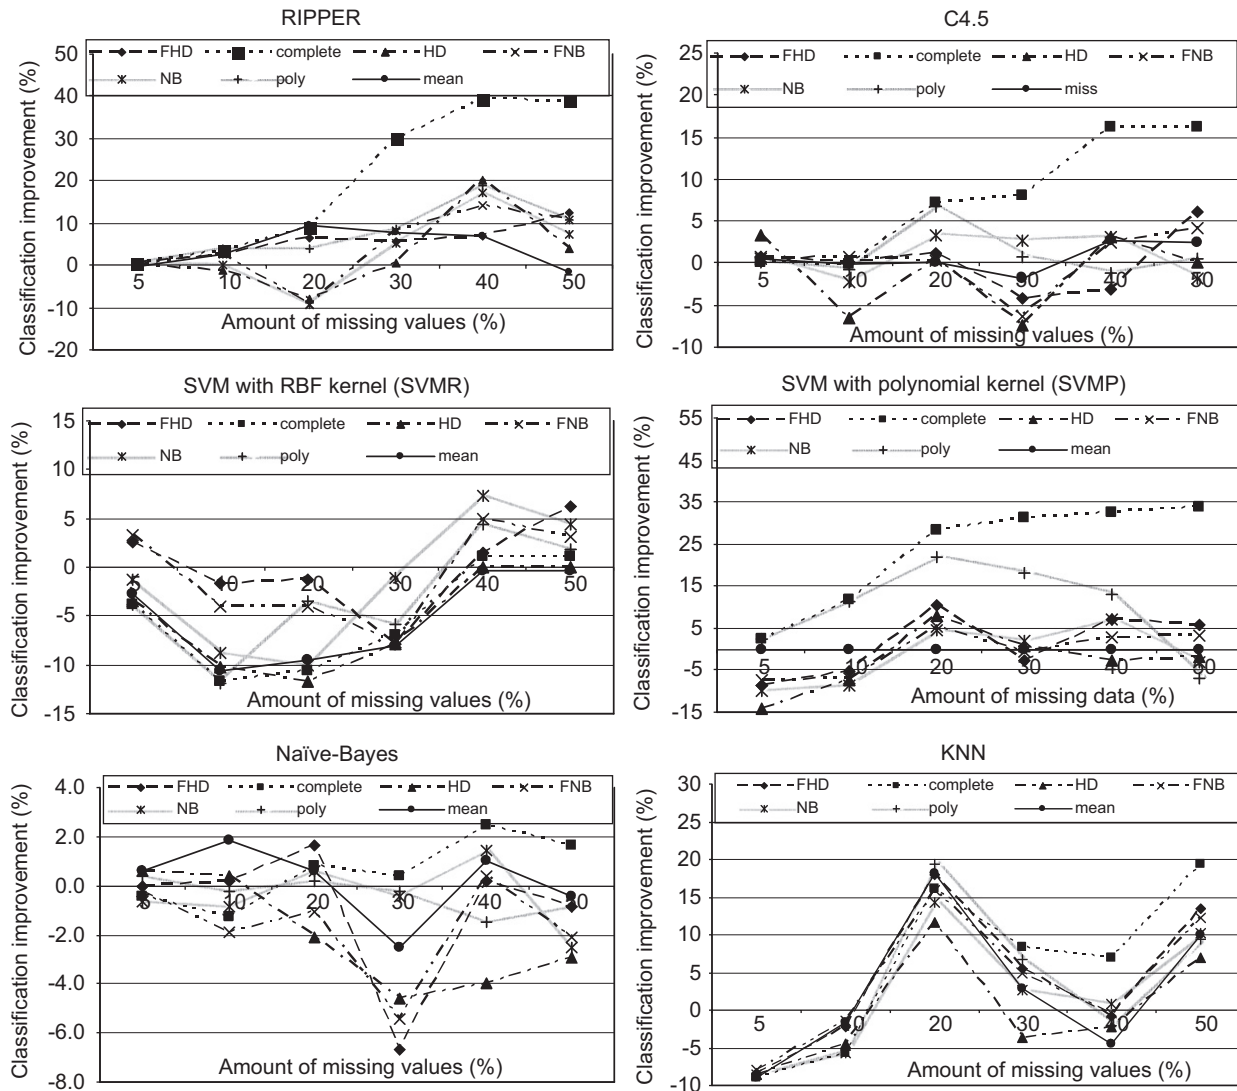 RIPPER
Classification improvement (%)
FHD complete HD FNB
NB poly mean
50
40
30
20
10
0
-10
-20
5 10 20 30 40 50
Amount of missing values (%)
C4.5
Classification improvement (%)
FHD complete HD FNB
NB poly miss
25
20
15
10
5
0
-5
-10
5 10 20 30 40 50
Amount of missing values (%)
SVM with RBF kernel (SVMR)
Classification improvement (%)
FHD complete HD FNB
NB poly mean
15
10
5
0
-5
-10
-15
5 10 20 30 40 50
Amount of missing values (%)
SVM with polynomial kernel (SVMP)
Classification improvement (%)
FHD complete HD FNB
NB poly mean
55
45
35
25
15
5
-5
-15
5 10 20 30 40 50
Amount of missing data (%)
Naïve-Bayes
Classification improvement (%)
FHD complete HD FNB
NB poly mean
4.0
2.0
0.0
-2.0
-4.0
-6.0
-8.0
5 10 20 30 40 50
Amount of missing values (%)
KNN
Classification improvement (%)
FHD complete HD FNB
NB poly mean
30
25
20
15
10
5
0
-5
-10
5 10 20 30 40 50
Amount of missing values (%)